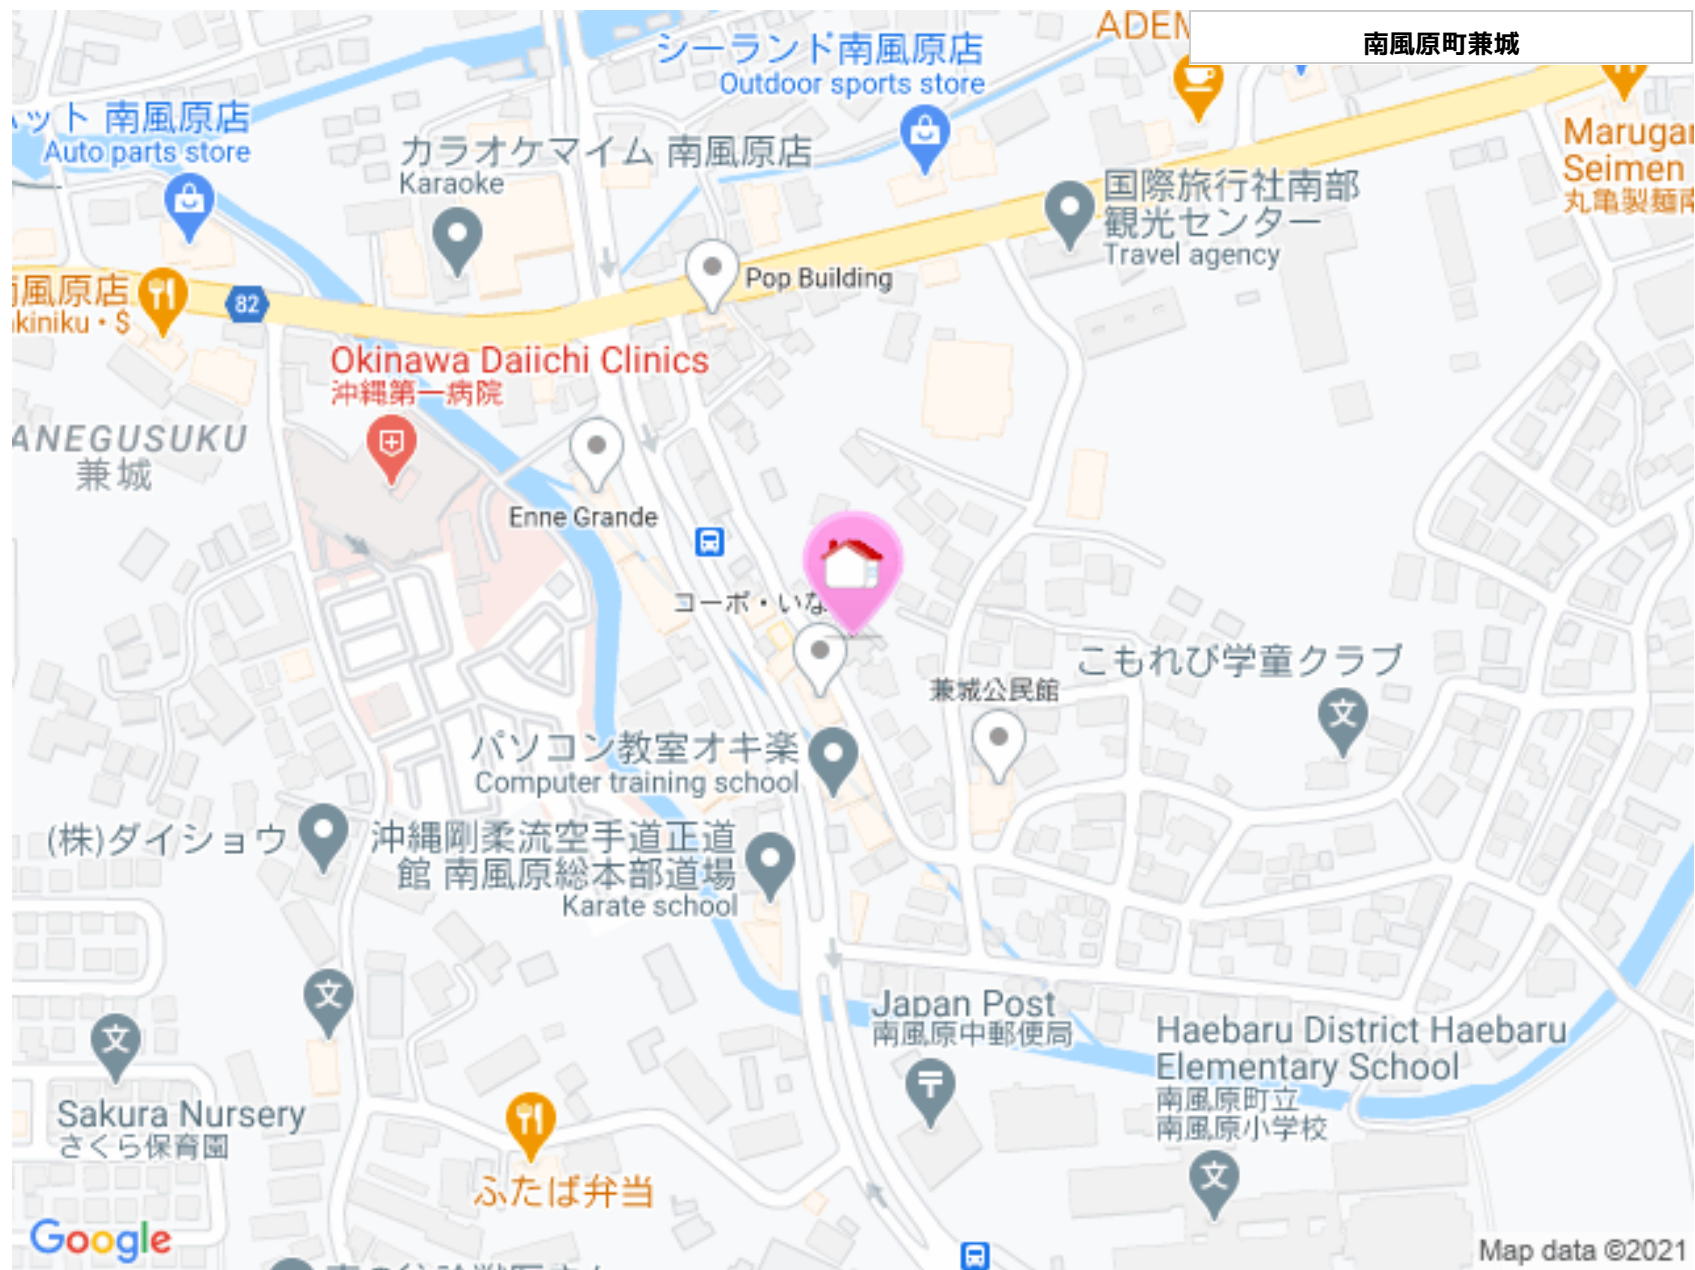 南風原町兼城
シーランド南風原店
Outdoor sports store
ット 南風原店
Auto parts store
カラオケマイム 南風原店
Karaoke
Marugan
Seimen
丸亀製麺南
国際旅行社南部
観光センター
Travel agency
Pop Building
風原店
kiniku・$
82
Okinawa Daiichi Clinics
沖縄第一病院
ANEGUSUKU
兼城
Enne Grande
コーポ・いな
こもれび学童クラブ
兼城公民館
パソコン教室オキ楽
Computer training school
(株)ダイショウ
沖縄剛柔流空手道正道
館 南風原総本部道場
Karate school
Japan Post
南風原中郵便局
Haebaru District Haebaru
Elementary School
南風原町立
南風原小学校
Sakura Nursery
さくら保育園
ふたば弁当
Google
Map data ©2021